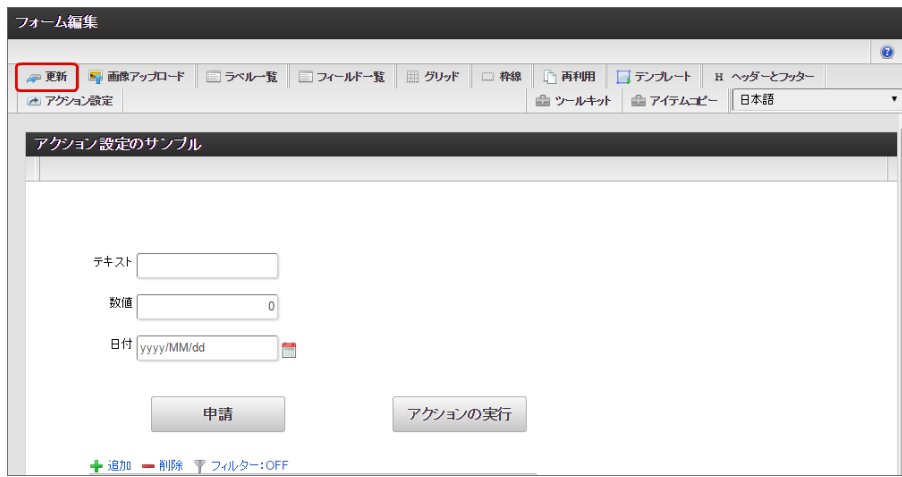 フォーム編集
更新 画像アップロード ラベル一覧 フィールド一覧 グリッド 枠線 再利用 テンプレート H ヘッダーとフッター
アクション設定 ツールキット アイテムコピー 日本語
アクション設定のサンプル
テキスト
数値 0
日付 yyyy/MM/dd
申請 アクションの実行
追加 削除 フィルター:OFF